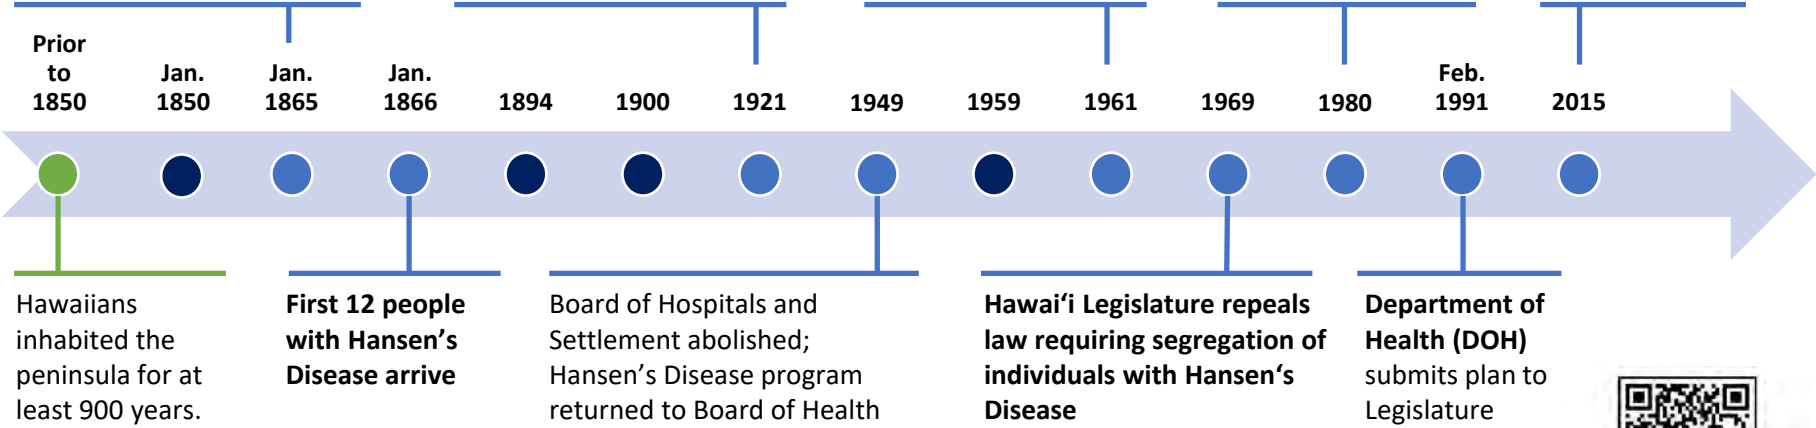 Prior
to
1850
Jan.
1850
Jan.
1865
Jan.
1866
1894
1900
1921
1949
1959
1961
1969
1980
Feb.
1991
2015
Hawaiians
inhabited the
peninsula for at
least 900 years.
First 12 people
with Hansen’s
Disease arrive
Board of Hospitals and
Settlement abolished;
Hansen’s Disease program
returned to Board of Health
Hawai‘i Legislature repeals
law requiring segregation of
individuals with Hansen‘s
Disease
Department of
Health (DOH)
submits plan to
Legislature